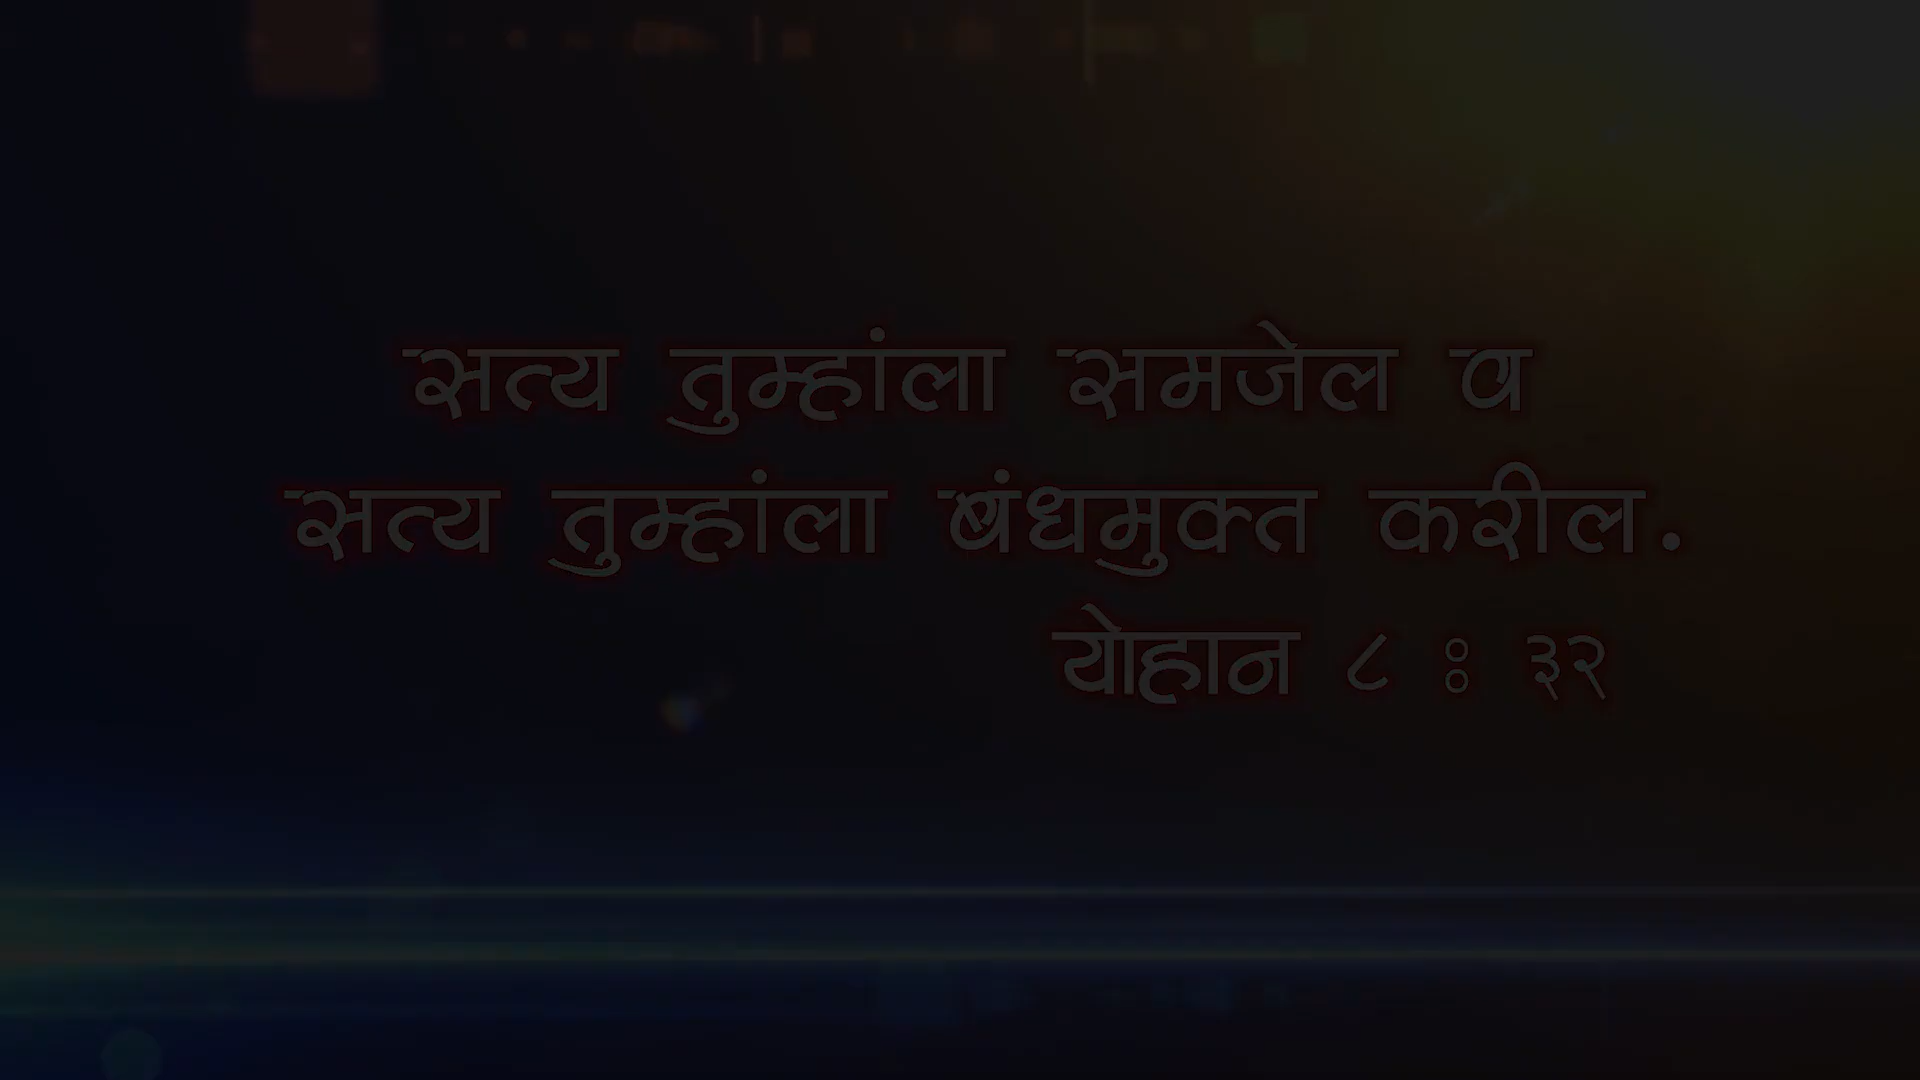 सत्य तुम्हांला समजेल व
सत्य तुम्हांला बंधमुक्त करील.
योहान ८ : ३२